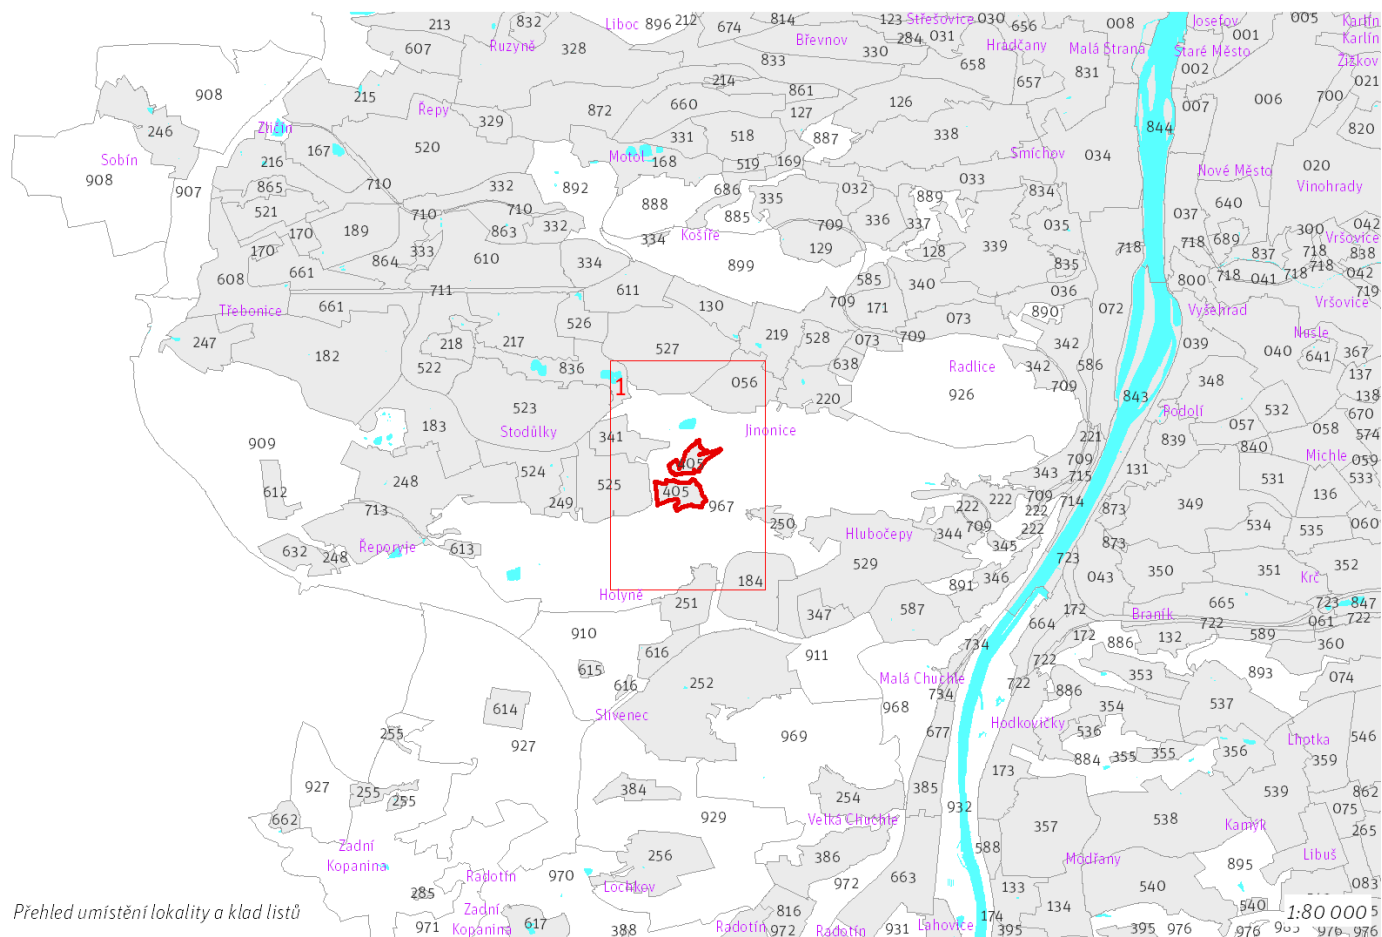 213 832 Liboc 896 212 674 814 123 Střešovice 030 656 008 Josefov 005 Karlín
607 Ruzyně 328 Břevnov 330 284 031 Hradčany Malá Strana Staré Město 001 Karlín
833 658 831 002 Žižkov
908 215 214 861 657 006 700 021
246 Řepy 329 872 660 127 126 007 820
Zličín 331 518 887 338 844
Sobín 216 167 520 Motol 168 519 169 Smíchov 034 020
908 907 865 710 332 892 686 335 032 889 033 834 Nové Město Vinohrady
521 170 189 710 710 332 888 885 709 336 337 035 037 640 300 042
170 864 333 863 334 Košíře 129 128 339 718 718 689 837 718 Vršovice 838
608 661 610 334 899 585 340 835 800 718 041 718 718 042
661 711 611 130 709 171 036 072 719
Třebonice 526 219 528 073 709 073 890 Vyšehrad Vršovice
247 182 218 217 527 638 342 039 Nusle
522 836 1 056 220 Radlice 342 586 040 641 367
523 926 709 843 348 137 138
183 Stodůlky 341 Jinonice 221 Podolí 532 670
909 405 839 057 058 574
612 248 524 525 405 967 343 709 715 131 840 Michle 059
713 249 250 222 222 709 222 714 873 349 531 136
632 248 Řeporyje 613 Hlubočepy 344 709 222 345 873 534 535 060
184 529 891 346 723 043 350 351 Krč 352
Holyně 251 347 587 172 Braník 665 723 847
910 616 911 734 664 172 886 132 722 589 061 722 360
615 616 252 Malá Chuchle 734 722 722 886 353 893 074
614 Slivenec 968 677 Hodkovičky 354 537
255 927 969 536 Lhotka 546
927 255 255 384 254 385 884 355 355 356 359
662 929 Velká Chuchle 932 173 539 862
Zadní Kopanina 256 386 588 357 538 Kamýk 075 265
Radotín 970 Lochkov 972 663 Modřany 895 Libuš
285 Zadní Kopanina 617 816 133 540 083
971 388 Radotín 972 Radotín 931 Lahovice 174 395 134 395 976 540 976 976 976
Přehled umístění lokality a klad listů
1:80 000